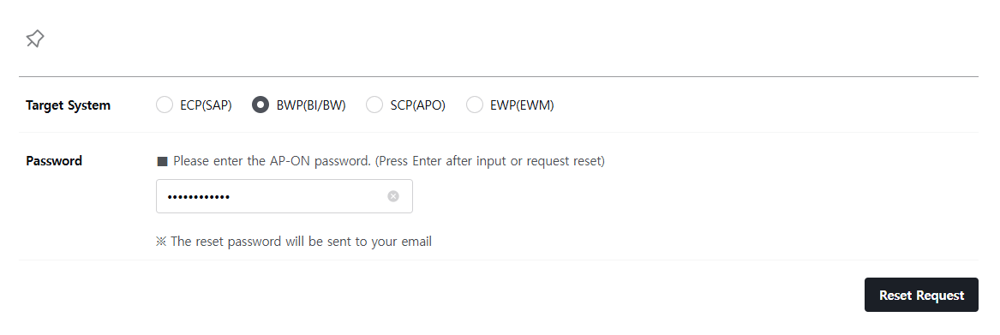 Target System ECP(SAP) BWP(BI/BW) SCP(APO) EWP(EWM)
Password ■ Please enter the AP-ON password. (Press Enter after input or request reset)
••••••••••••
※ The reset password will be sent to your email
Reset Request